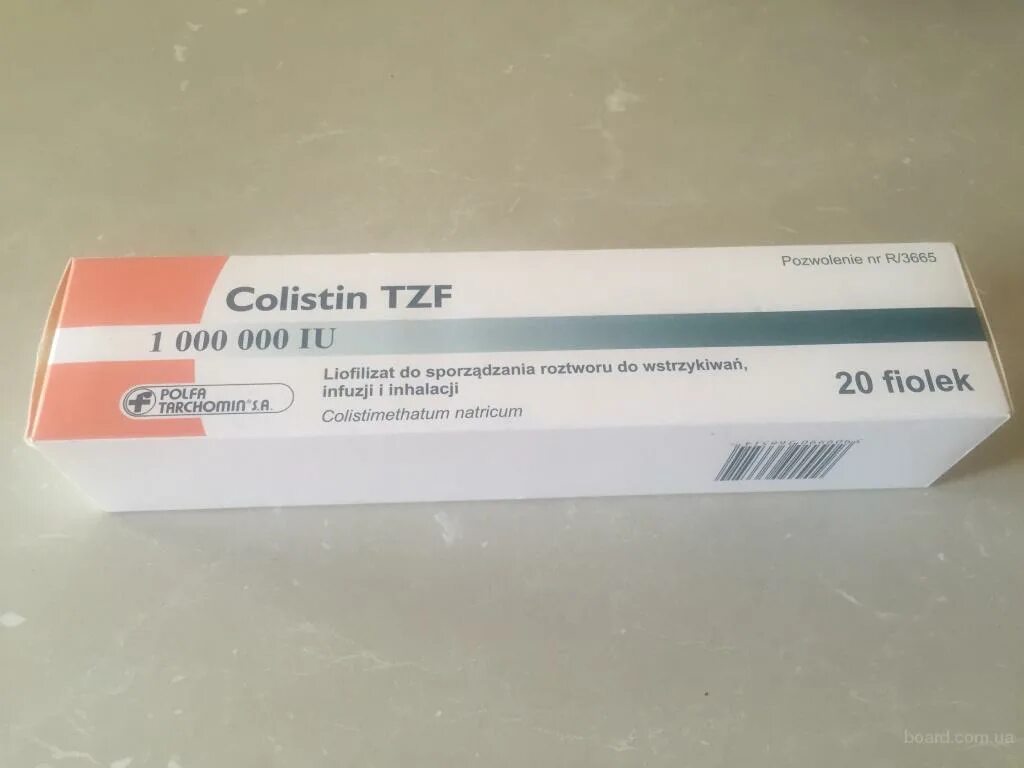 Pozwolenie nr R/3665
Colistin TZF
1 000 000 IU
Liofilizat do sporządzania roztworu do wstrzykiwań,
infuzji i inhalacji
Colistimethatum natricum
20 fiolek
POLFA
TARCHOMIN® S.A.
board.com.ua